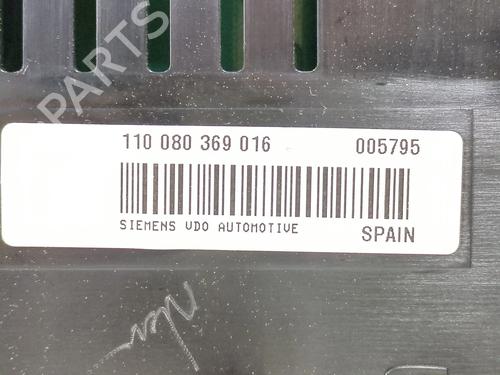 PARTS
110 080 369 016 005795
SIEMENS VDO AUTOMOTIVE SPAIN